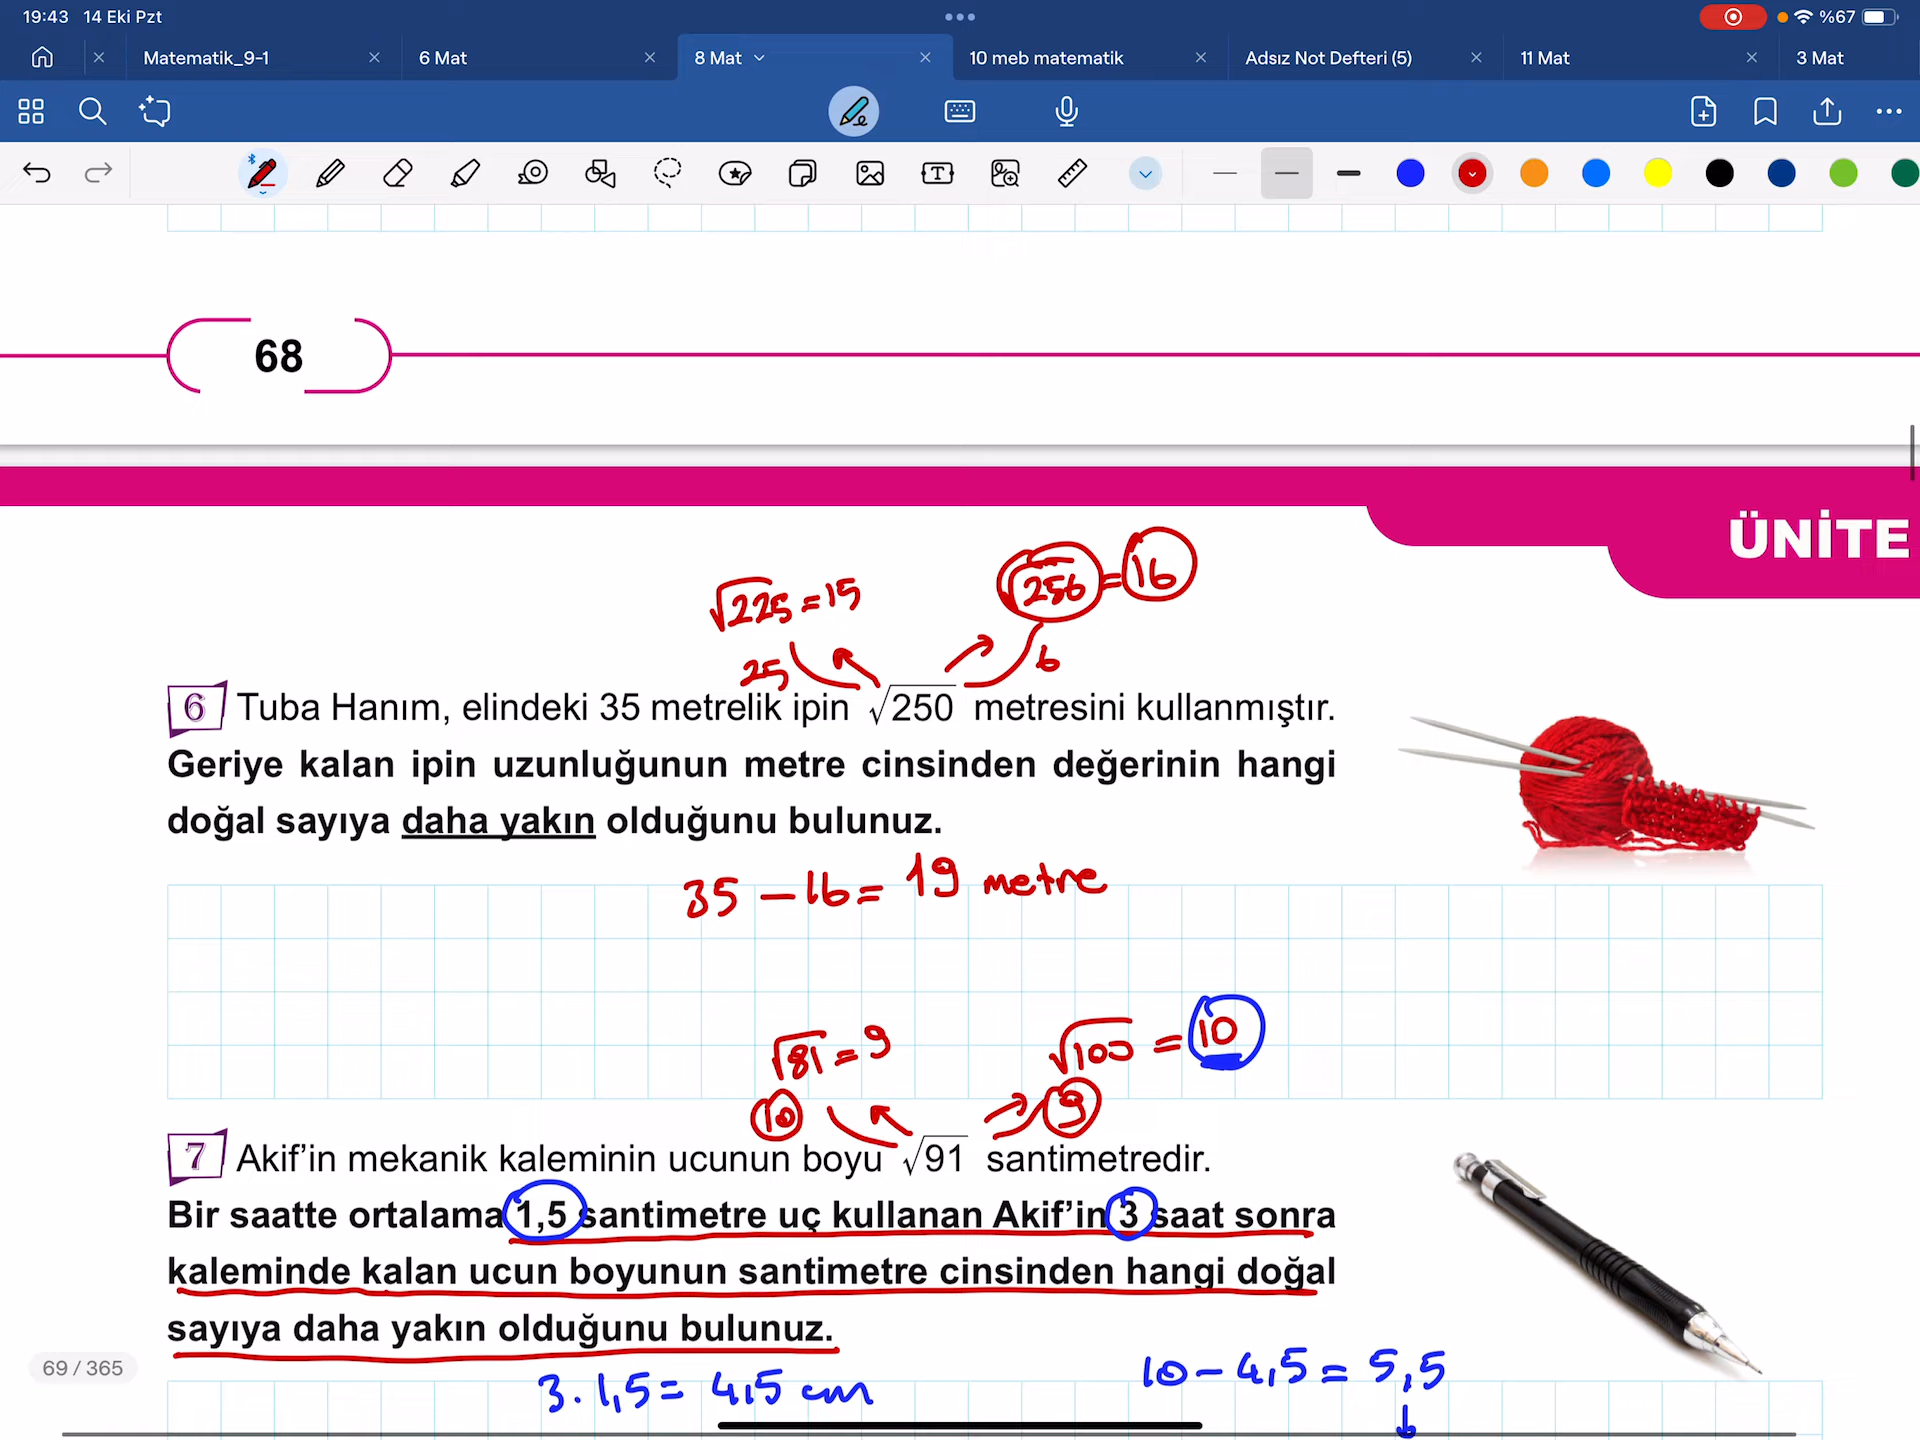 19:43 14 Eki Pzt
%67
Matematik_9-1
6 Mat
8 Mat
10 meb matematik
Adsız Not Defteri (5)
11 Mat
3 Mat
68
ÜNİTE
√225 = 15
√256 = 16
25
6
6 Tuba Hanım, elindeki 35 metrelik ipin √250 metresini kullanmıştır.
Geriye kalan ipin uzunluğunun metre cinsinden değerinin hangi
doğal sayıya daha yakın olduğunu bulunuz.
35 – 16 = 19 metre
√81 = 9
√100 = 10
10
9
7 Akif’in mekanik kaleminin ucunun boyu √91 santimetredir.
Bir saatte ortalama 1,5 santimetre uç kullanan Akif’in 3 saat sonra
kaleminde kalan ucun boyunun santimetre cinsinden hangi doğal
sayıya daha yakın olduğunu bulunuz.
69 / 365
3 . 1,5 = 4,5 cm
10 – 4,5 = 5,5